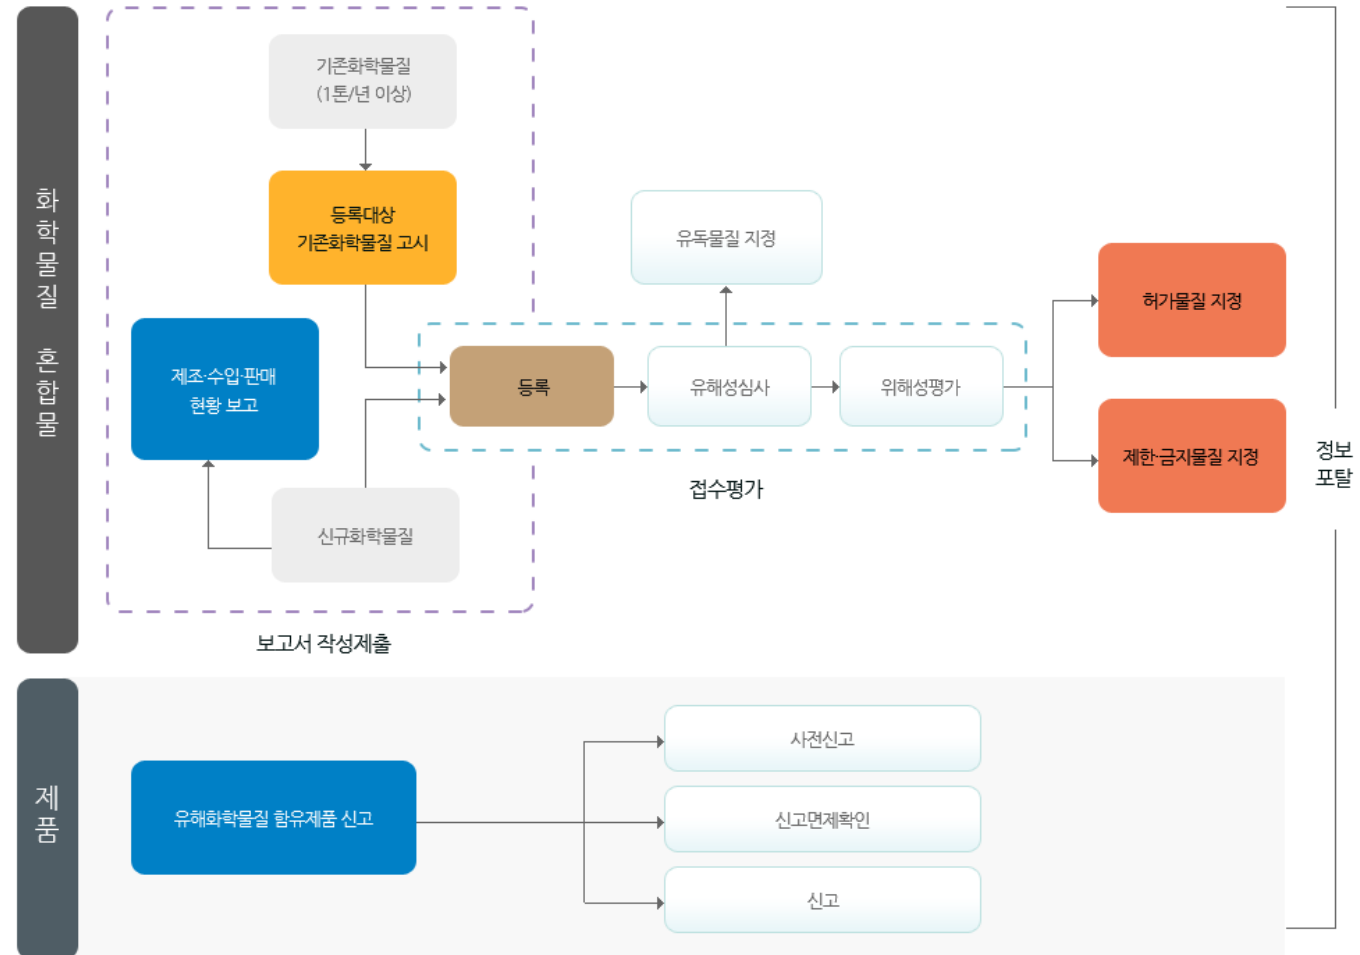 화학물질 혼합물
기존화학물질
(1톤/년 이상)
등록대상
기존화학물질 고시
제조·수입·판매
현황 보고
신규화학물질
보고서 작성제출
등록
유해성심사
위해성평가
유독물질 지정
접수평가
허가물질 지정
제한·금지물질 지정
정보
포탈
제품
유해화학물질 함유제품 신고
사전신고
신고면제확인
신고